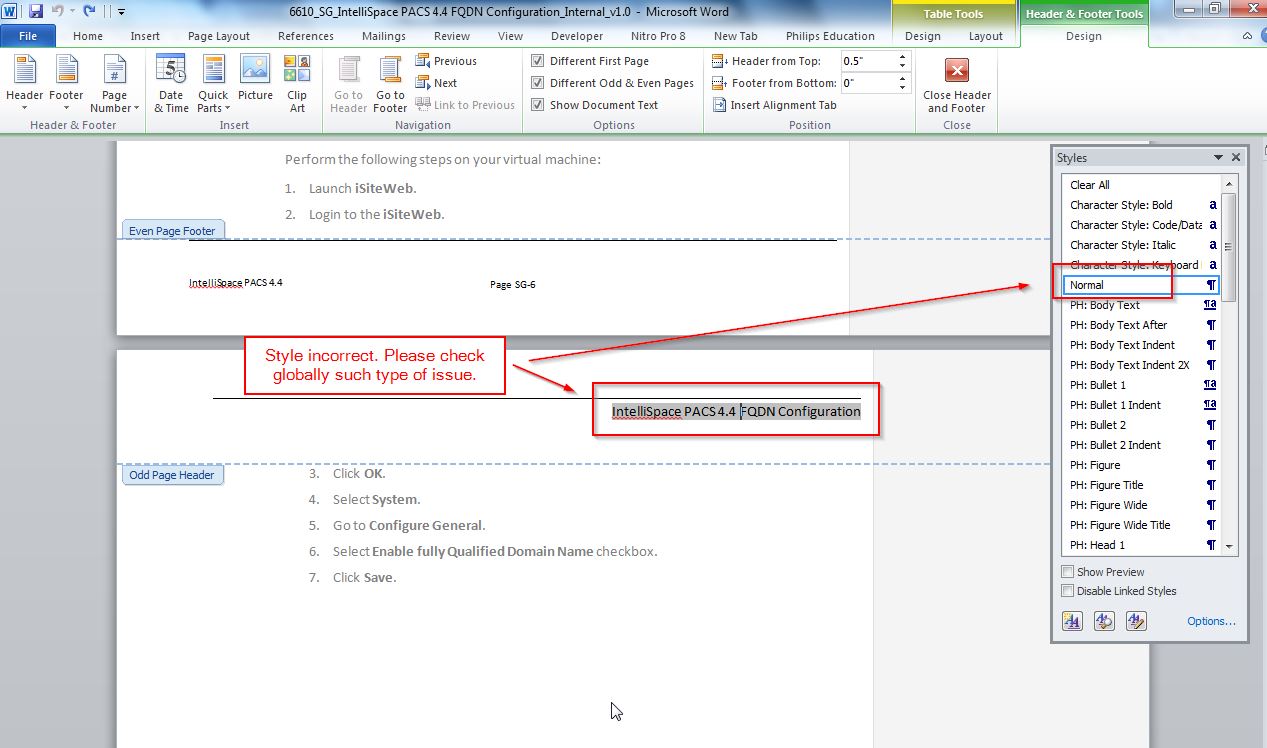 6610_SG_IntelliSpace PACS 4.4 FQDN Configuration_Internal_v1.0 - Microsoft Word
Table Tools
Header & Footer Tools
File
Home
Insert
Page Layout
References
Mailings
Review
View
Developer
Nitro Pro 8
New Tab
Philips Education
Design
Layout
Design
Header
Footer
Page
Number
Header & Footer
Date
& Time
Quick
Parts
Picture
Clip
Art
Insert
Go to
Header
Go to
Footer
Previous
Next
Link to Previous
Navigation
Different First Page
Different Odd & Even Pages
Show Document Text
Options
Header from Top: 0.5"
Footer from Bottom: 0"
Insert Alignment Tab
Position
Close Header
and Footer
Close
Perform the following steps on your virtual machine:
1. Launch iSiteWeb.
2. Login to the iSiteWeb.
Even Page Footer
IntelliSpace PACS 4.4
Page SG-6
Style incorrect. Please check
globally such type of issue.
IntelliSpace PACS 4.4 FQDN Configuration
Odd Page Header
3. Click OK.
4. Select System.
5. Go to Configure General.
6. Select Enable fully Qualified Domain Name checkbox.
7. Click Save.
Styles
Clear All
Character Style: Bold a
Character Style: Code/Data a
Character Style: Italic a
Character Style: Keyboard a
Normal ¶
PH: Body Text ¶a
PH: Body Text After ¶
PH: Body Text Indent ¶
PH: Body Text Indent 2X ¶
PH: Bullet 1 ¶a
PH: Bullet 1 Indent ¶a
PH: Bullet 2 ¶
PH: Bullet 2 Indent ¶
PH: Figure ¶
PH: Figure Title ¶
PH: Figure Wide ¶
PH: Figure Wide Title ¶
PH: Head 1 ¶
Show Preview
Disable Linked Styles
Options...